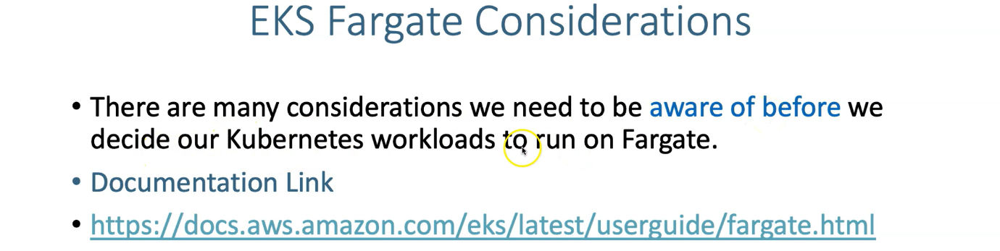 EKS Fargate Considerations
• There are many considerations we need to be aware of before we
decide our Kubernetes workloads to run on Fargate.
• Documentation Link
• https://docs.aws.amazon.com/eks/latest/userguide/fargate.html